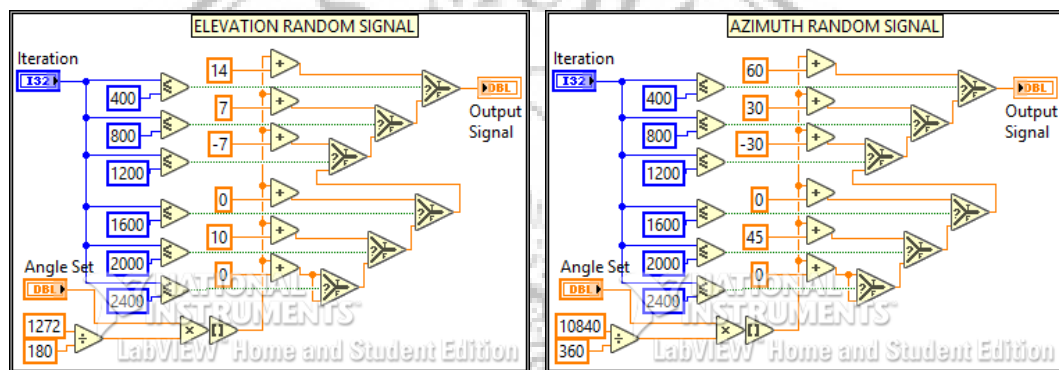 ELEVATION RANDOM SIGNAL
Iteration
I32
400
800
1200
1600
2000
2400
14
7
-7
0
10
0
Angle Set
DBL
1272
180
DBL
Output
Signal
NATIONAL
INSTRUMENTS
LabVIEW Home and Student Edition
AZIMUTH RANDOM SIGNAL
Iteration
I32
400
800
1200
1600
2000
2400
60
30
-30
0
45
0
Angle Set
DBL
10840
360
DBL
Output
Signal
NATIONAL
INSTRUMENTS
LabVIEW Home and Student Edition